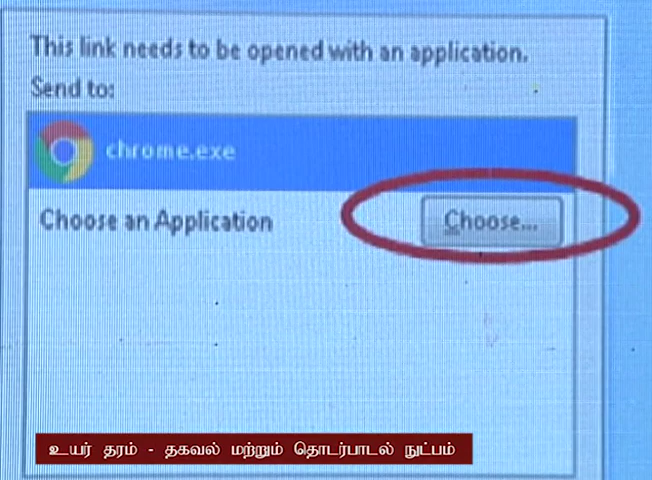 This link needs to be opened with an application.
Send to:
chrome.exe
Choose an Application
Choose...
உயர் தரம் - தகவல் மற்றும் தொடர்பாடல் நுட்பம்